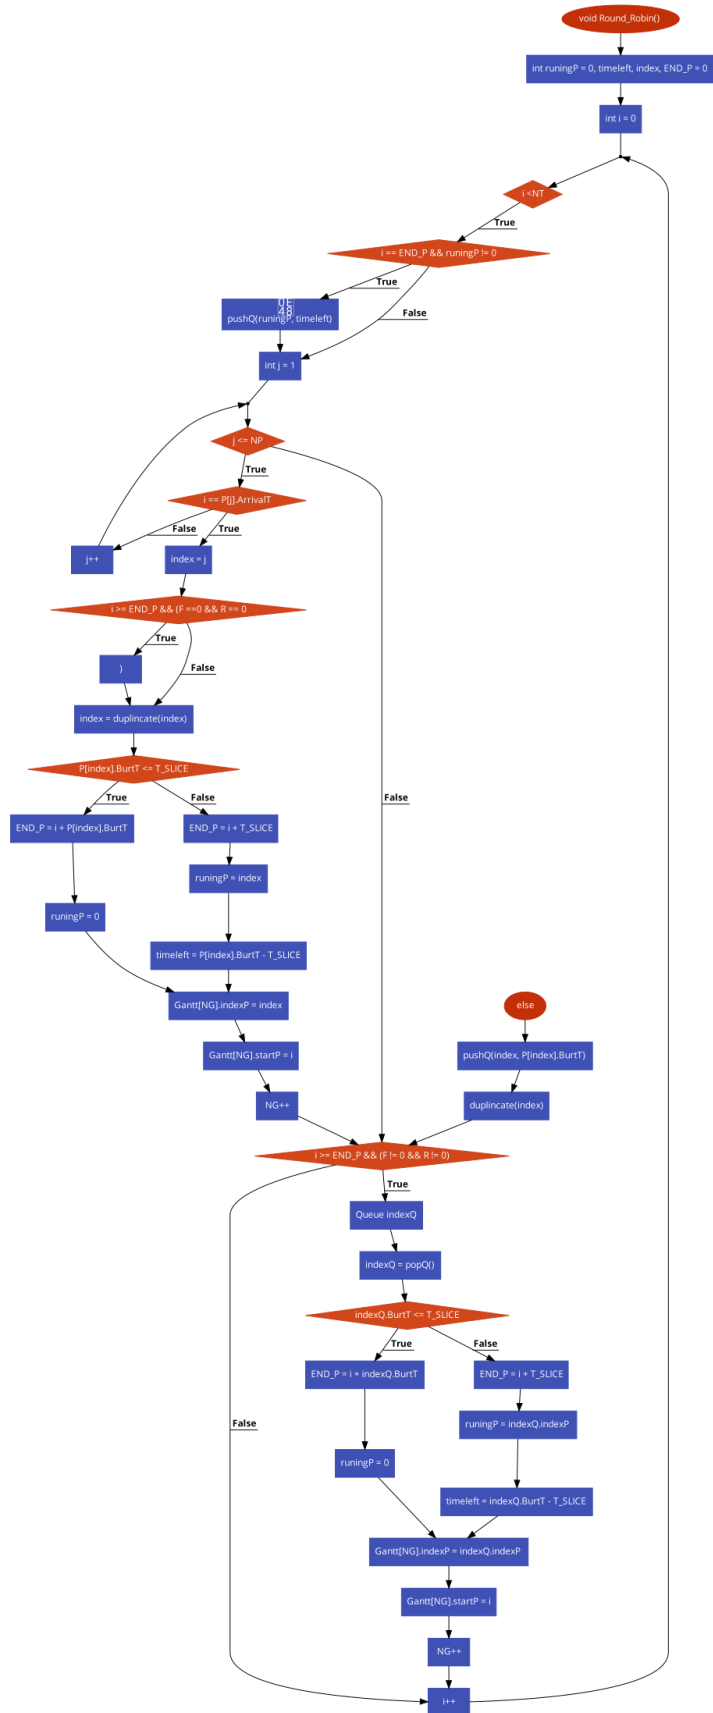 void Round_Robin()
int runingP = 0, timeleft, index, END_P = 0
int i = 0
i <NT
True
i == END_P && runingP != 0
True
0E
48
pushQ(runingP, timeleft)
False
int j = 1
j <= NP
True
i == P[j].ArrivalT
False
True
j++
index = j
i >= END_P && (F ==0 && R == 0
True
)
False
index = duplincate(index)
P[index].BurtT <= T_SLICE
True
False
False
END_P = i + P[index].BurtT
END_P = i + T_SLICE
runingP = index
runingP = 0
timeleft = P[index].BurtT - T_SLICE
Gantt[NG].indexP = index
else
Gantt[NG].startP = i
pushQ(index, P[index].BurtT)
NG++
duplincate(index)
i >= END_P && (F != 0 && R != 0)
True
Queue indexQ
indexQ = popQ()
indexQ.BurtT <= T_SLICE
True
False
END_P = i + indexQ.BurtT
END_P = i + T_SLICE
False
runingP = indexQ.indexP
runingP = 0
timeleft = indexQ.BurtT - T_SLICE
Gantt[NG].indexP = indexQ.indexP
Gantt[NG].startP = i
NG++
i++